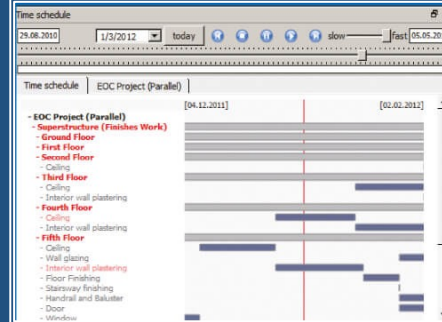 Time schedule
29.08.2010 1/3/2012 today slow fast 05.05.20
Time schedule EOC Project (Parallel)
[04.12.2011] [02.02.2012]
- EOC Project (Parallel)
- Superstructure (Finishes Work)
- Ground Floor
- First Floor
- Second Floor
- Ceiling
- Third Floor
- Ceiling
- Interior wall plastering
- Fourth Floor
- Ceiling
- Interior wall plastering
- Fifth Floor
- Ceiling
- Wall glazing
- Interior wall plastering
- Floor Finishing
- Stairsway finishing
- Handrail and Baluster
- Door
- Window